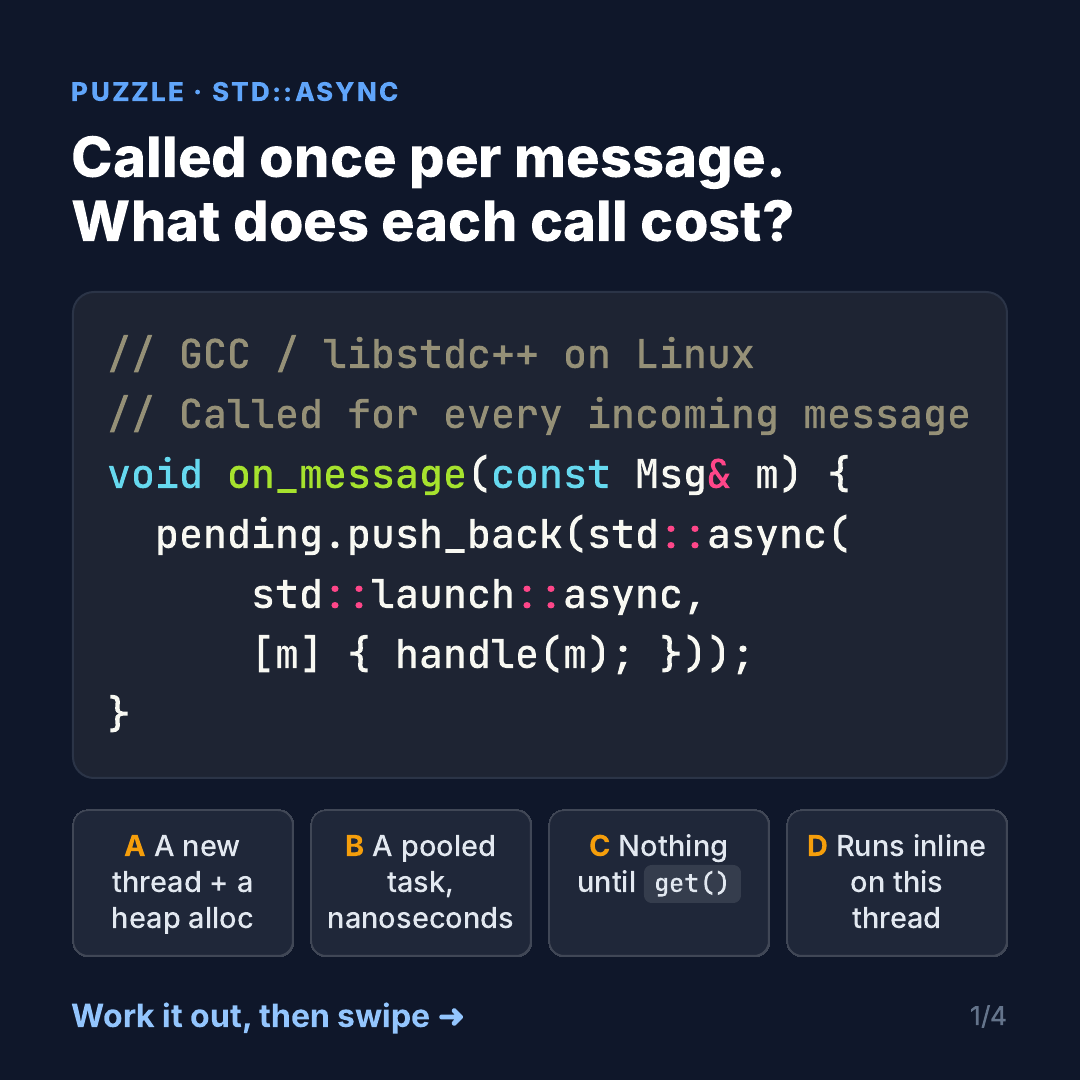 PUZZLE · STD::ASYNC
Called once per message.
What does each call cost?
// GCC / libstdc++ on Linux
// Called for every incoming message
void on_message(const Msg& m) {
  pending.push_back(std::async(
      std::launch::async,
      [m] { handle(m); }));
}
A A new
thread + a
heap alloc
B A pooled
task,
nanoseconds
C Nothing
until get()
D Runs inline
on this
thread
Work it out, then swipe ➜
1/4